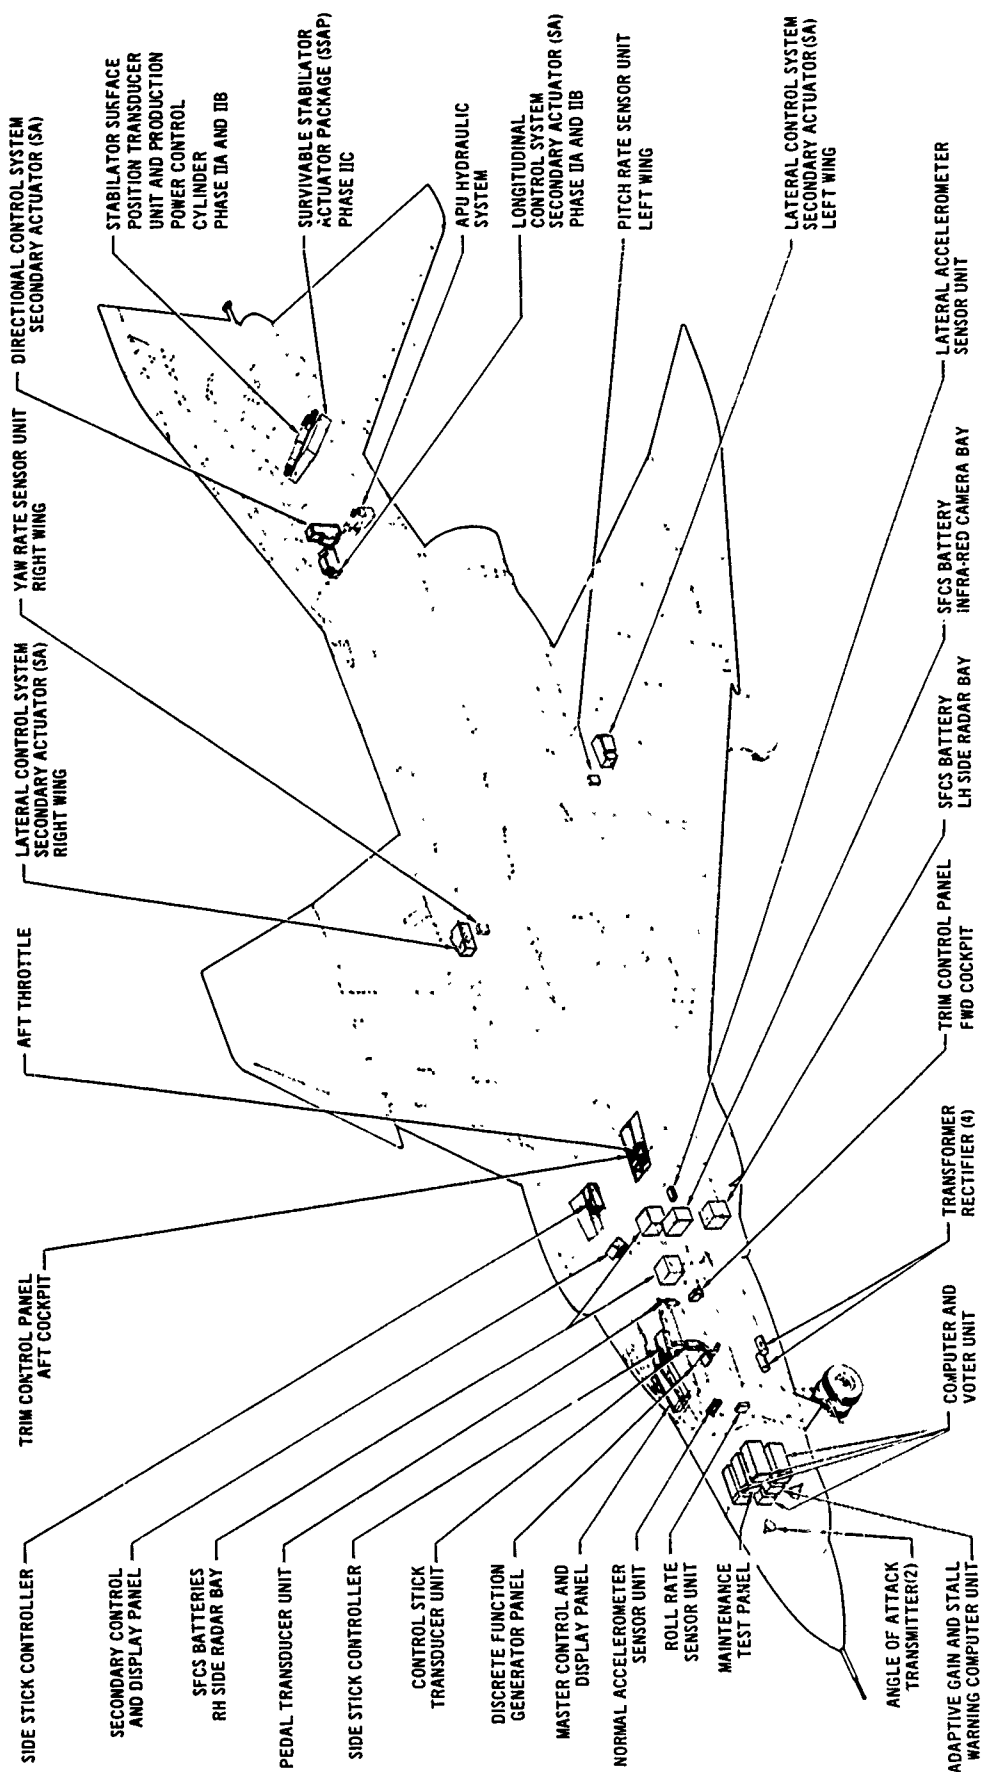 SIDE STICK CONTROLLER
SECONDARY CONTROL
AND DISPLAY PANEL
SFCS BATTERIES
RH SIDE RADAR BAY
PEDAL TRANSDUCER UNIT
SIDE STICK CONTROLLER
CONTROL STICK
TRANSDUCER UNIT
DISCRETE FUNCTION
GENERATOR PANEL
MASTER CONTROL AND
DISPLAY PANEL
NORMAL ACCELEROMETER
SENSOR UNIT
ROLL RATE
SENSOR UNIT
MAINTENANCE
TEST PANEL
ANGLE OF ATTACK
TRANSMITTER(2)
ADAPTIVE GAIN AND STALL
WARNING COMPUTER UNIT
TRIM CONTROL PANEL
AFT COCKPIT
AFT THROTTLE
LATERAL CONTROL SYSTEM
SECONDARY ACTUATOR (SA)
RIGHT WING
YAW RATE SENSOR UNIT
RIGHT WING
DIRECTIONAL CONTROL SYSTEM
SECONDARY ACTUATOR (SA)
STABILATOR SURFACE
POSITION TRANSDUCER
UNIT AND PRODUCTION
POWER CONTROL
CYLINDER
PHASE IIA AND IIB
SURVIVABLE STABILATOR
ACTUATOR PACKAGE (SSAP)
PHASE IIC
APU HYDRAULIC
SYSTEM
LONGITUDINAL
CONTROL SYSTEM
SECONDARY ACTUATOR (SA)
PHASE IIA AND IIB
PITCH RATE SENSOR UNIT
LEFT WING
LATERAL CONTROL SYSTEM
SECONDARY ACTUATOR(SA)
LEFT WING
LATERAL ACCELEROMETER
SENSOR UNIT
SFCS BATTERY
INFRA-RED CAMERA BAY
SFCS BATTERY
LH SIDE RADAR BAY
TRIM CONTROL PANEL
FWD COCKPIT
TRANSFORMER
RECTIFIER (4)
COMPUTER AND
VOTER UNIT